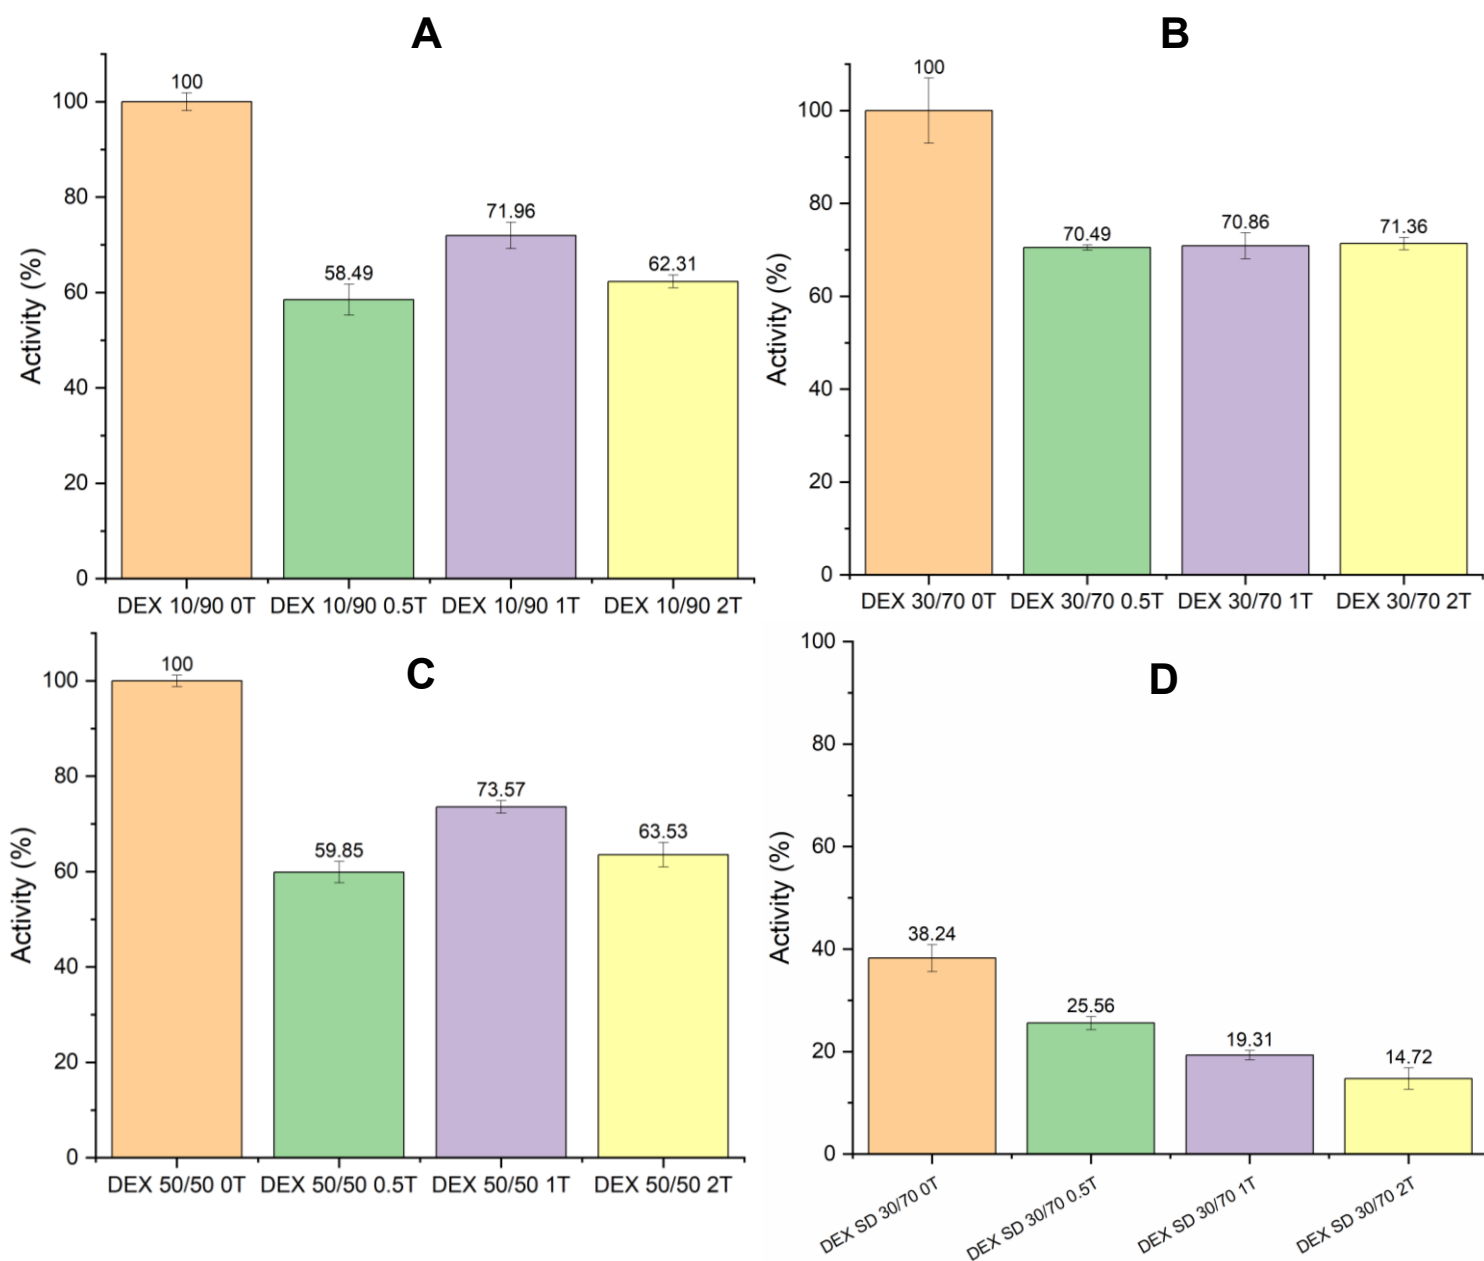 A
Activity (%)
100
80
60
40
20
0
100
58.49
71.96
62.31
DEX 10/90 0T DEX 10/90 0.5T DEX 10/90 1T DEX 10/90 2T
B
Activity (%)
100
80
60
40
20
0
100
70.49
70.86
71.36
DEX 30/70 0T DEX 30/70 0.5T DEX 30/70 1T DEX 30/70 2T
C
Activity (%)
100
80
60
40
20
0
100
59.85
73.57
63.53
DEX 50/50 0T DEX 50/50 0.5T DEX 50/50 1T DEX 50/50 2T
D
Activity (%)
100
80
60
40
20
0
38.24
25.56
19.31
14.72
DEX SD 30/70 0T
DEX SD 30/70 0.5T
DEX SD 30/70 1T
DEX SD 30/70 2T